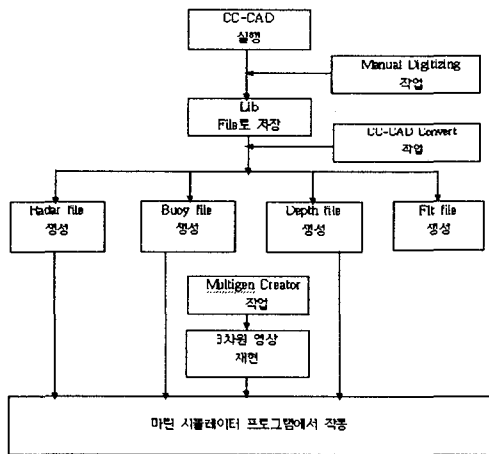 CC-CAD
실행
Manual Digitizing
작업
Lib
File로 저장
CC-CAD Convert
작업
Radar file
생성
Buoy file
생성
Depth file
생성
Flt file
생성
Multigen Creator
작업
3차원 영상
재현
마린 시뮬레이터 프로그램에서 작동